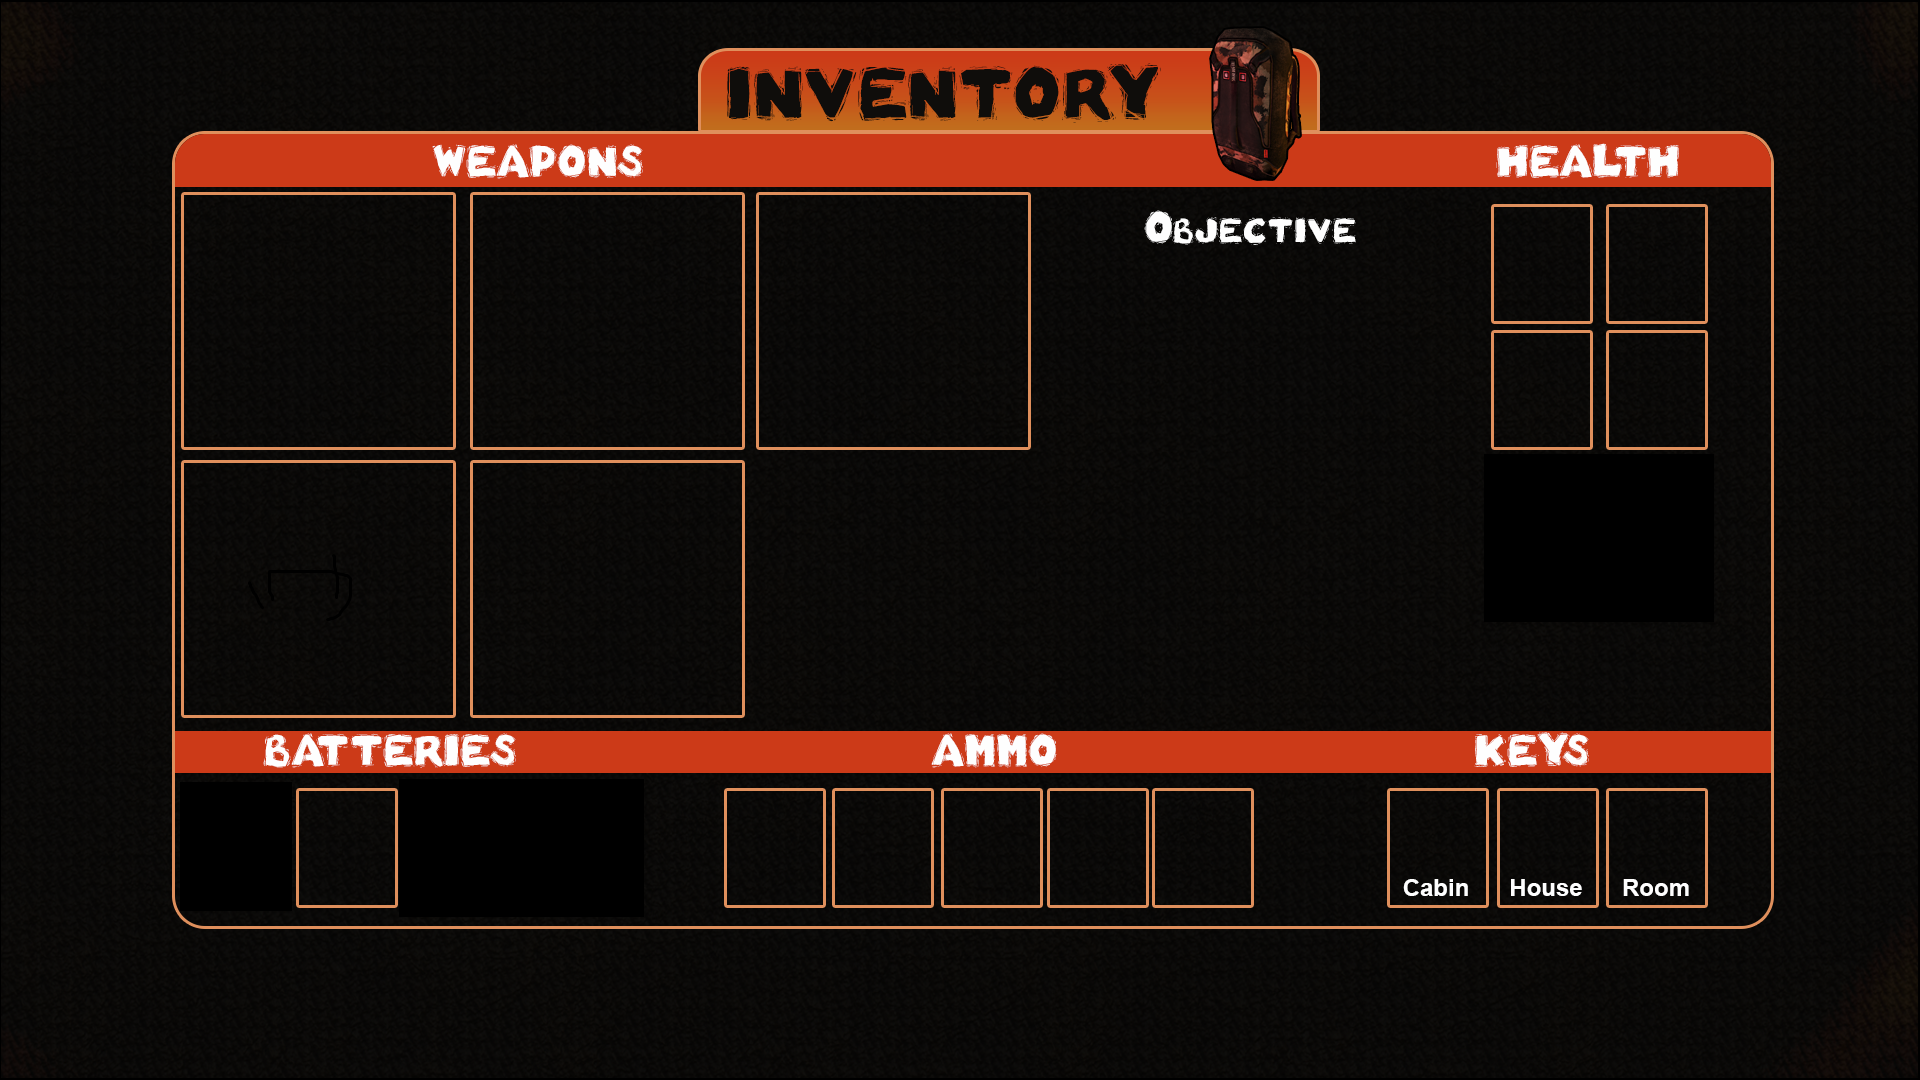 INVENTORY
WEAPONS
HEALTH
OBJECTIVE
BATTERIES
AMMO
KEYS
Cabin
House
Room